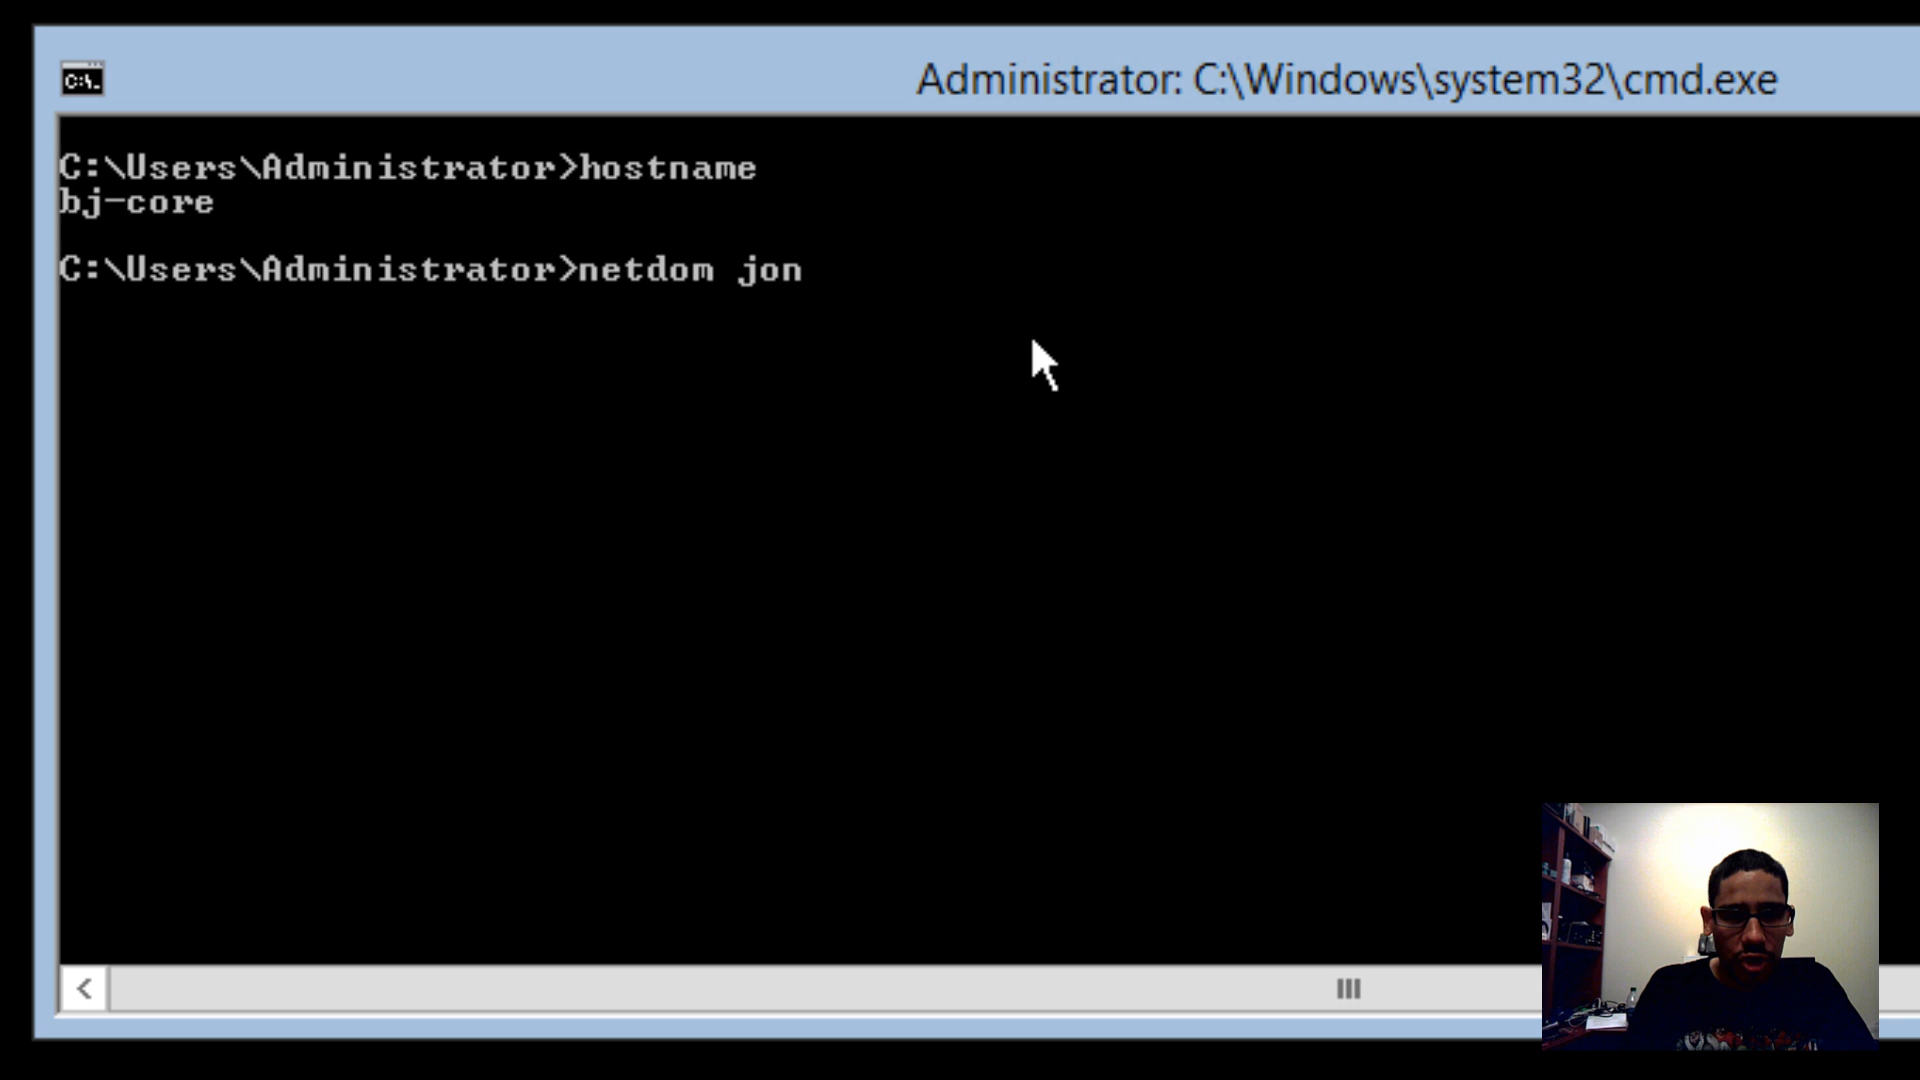 C:\.
Administrator: C:\Windows\system32\cmd.exe
C:\Users\Administrator>hostname
bj-core
C:\Users\Administrator>netdom jon